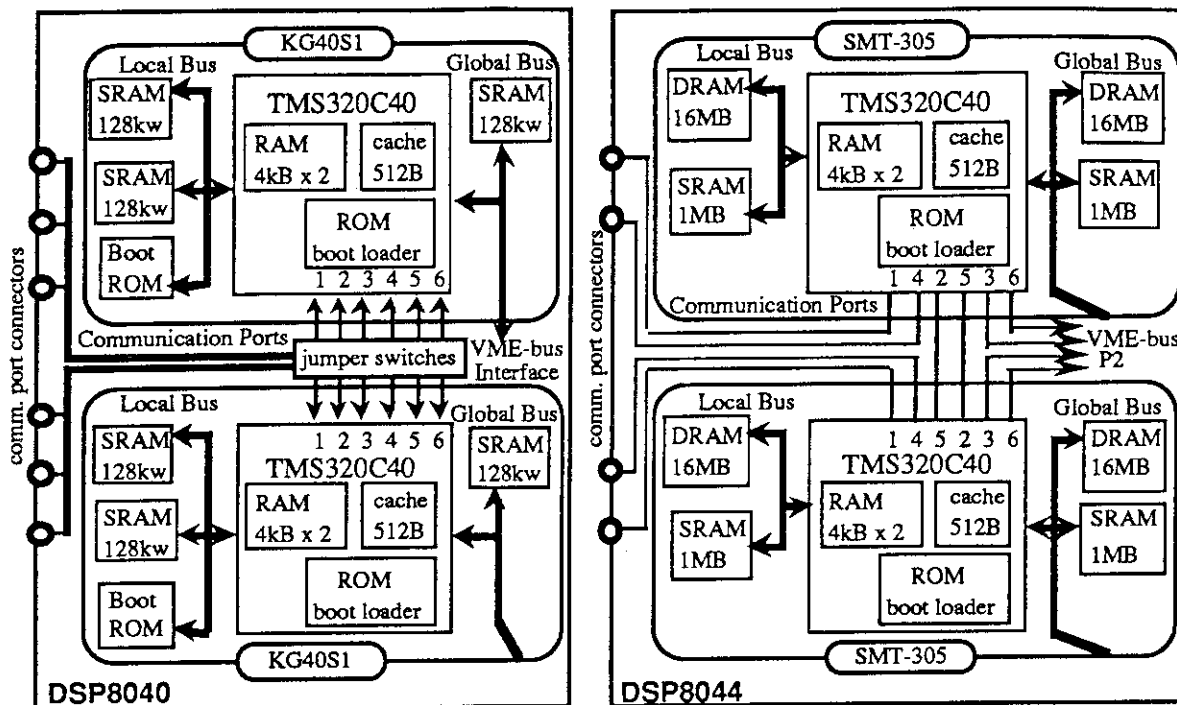 KG40S1
Local Bus
Global Bus
SRAM
128kw
TMS320C40
SRAM
128kw
RAM
4kB x 2
cache
512B
SRAM
128kw
ROM
boot loader
Boot
ROM
1 2 3 4 5 6
Communication Ports
jumper switches
VME-bus
Interface
comm. port connectors
Local Bus
Global Bus
1 2 3 4 5 6
SRAM
128kw
TMS320C40
SRAM
128kw
RAM
4kB x 2
cache
512B
SRAM
128kw
ROM
boot loader
Boot
ROM
KG40S1
DSP8040
SMT-305
Local Bus
Global Bus
DRAM
16MB
TMS320C40
DRAM
16MB
RAM
4kB x 2
cache
512B
SRAM
1MB
SRAM
1MB
ROM
boot loader
1 4 2 5 3 6
Communication Ports
VME-bus
P2
comm. port connectors
Local Bus
Global Bus
1 4 5 2 3 6
DRAM
16MB
TMS320C40
DRAM
16MB
RAM
4kB x 2
cache
512B
SRAM
1MB
SRAM
1MB
ROM
boot loader
SMT-305
DSP8044